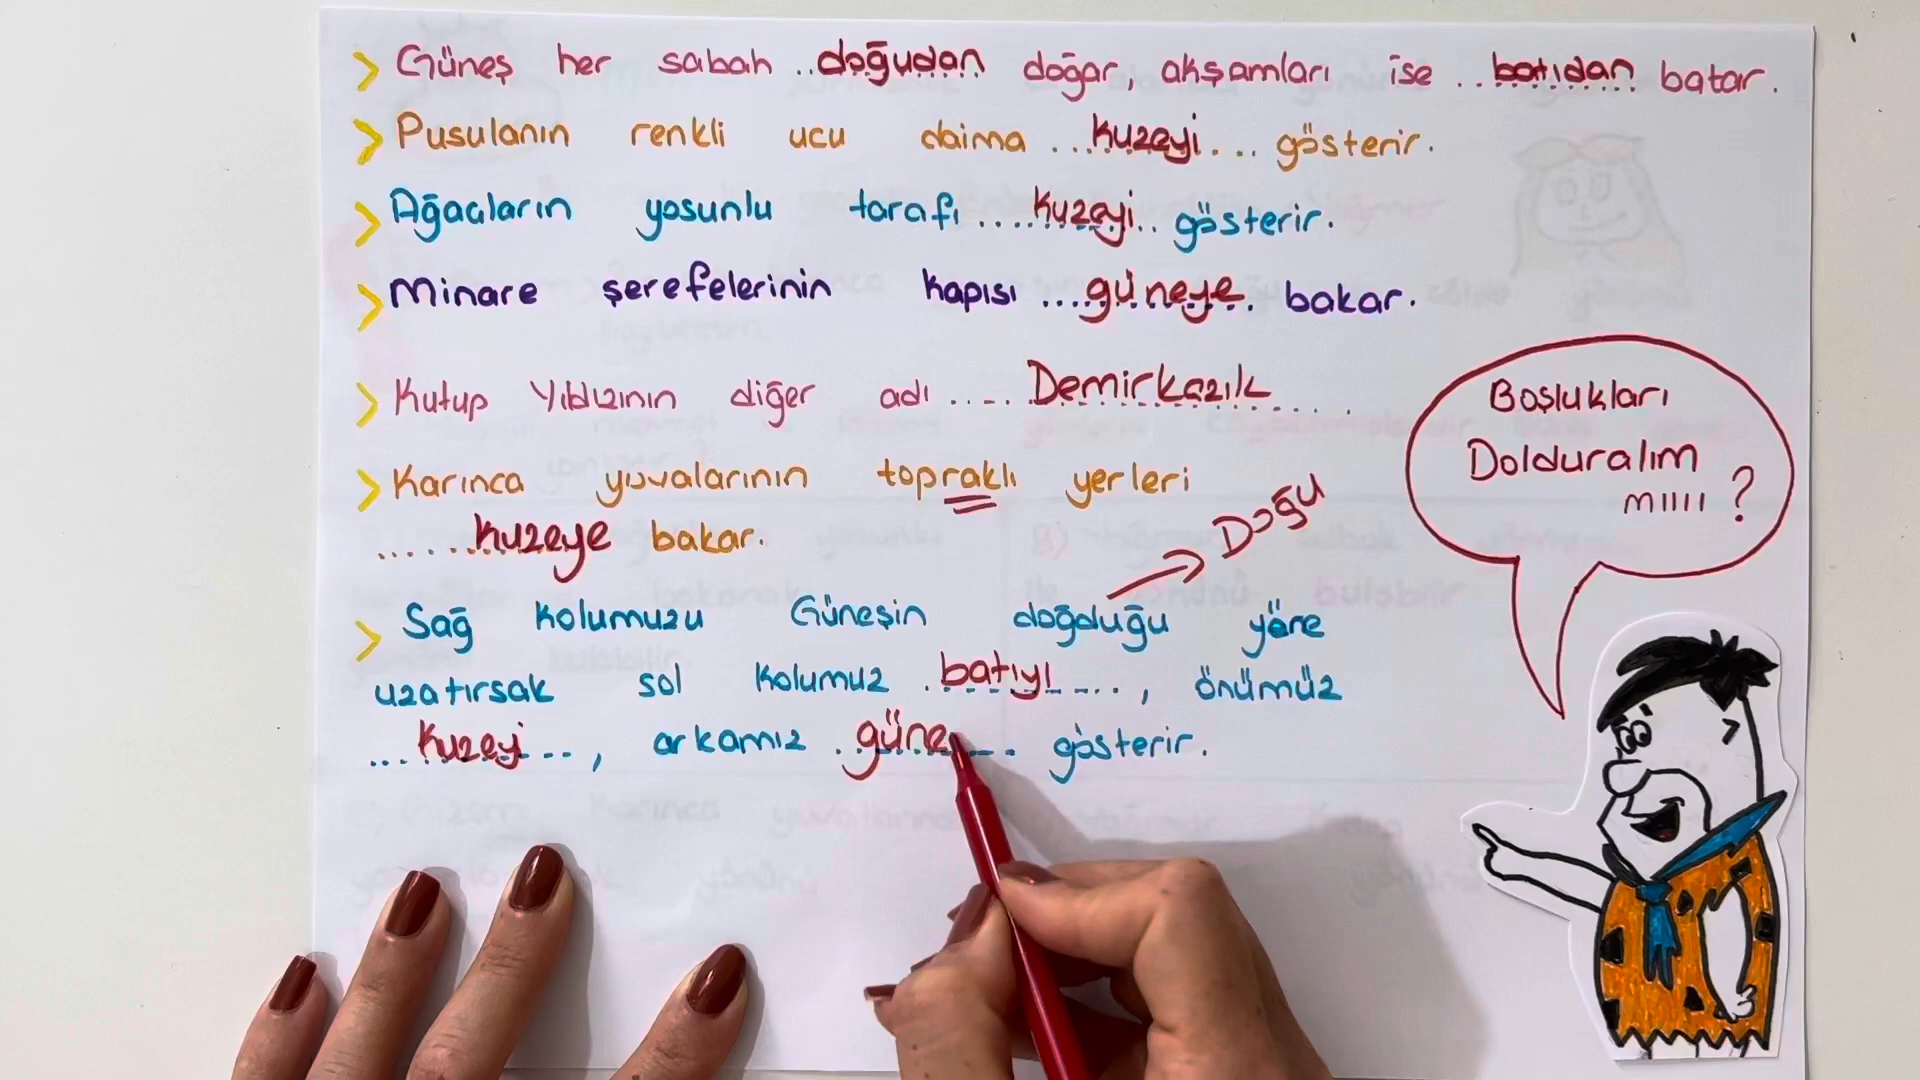 > Güneş her sabah ..doğudan doğar, akşamları ise ..batıdan batar.
> Pusulanın renkli ucu daima ...kuzeyi... gösterir.
> Ağaçların yosunlu tarafı ...kuzeyi.. gösterir.
> Minare şerefelerinin kapısı ....güneye. bakar.
> Kutup Yıldızının diğer adı ....Demirkazık....
> Karınca yuvalarının topraklı yerleri
......kuzeye bakar.
Doğu
> Sağ kolumuzu Güneşin doğduğu yöne
uzatırsak sol kolumuz .batıyı...., önümüz
...Kuzeyi..., arkamız .güne... gösterir.
Boşlukları
Dolduralım
mıııı ?